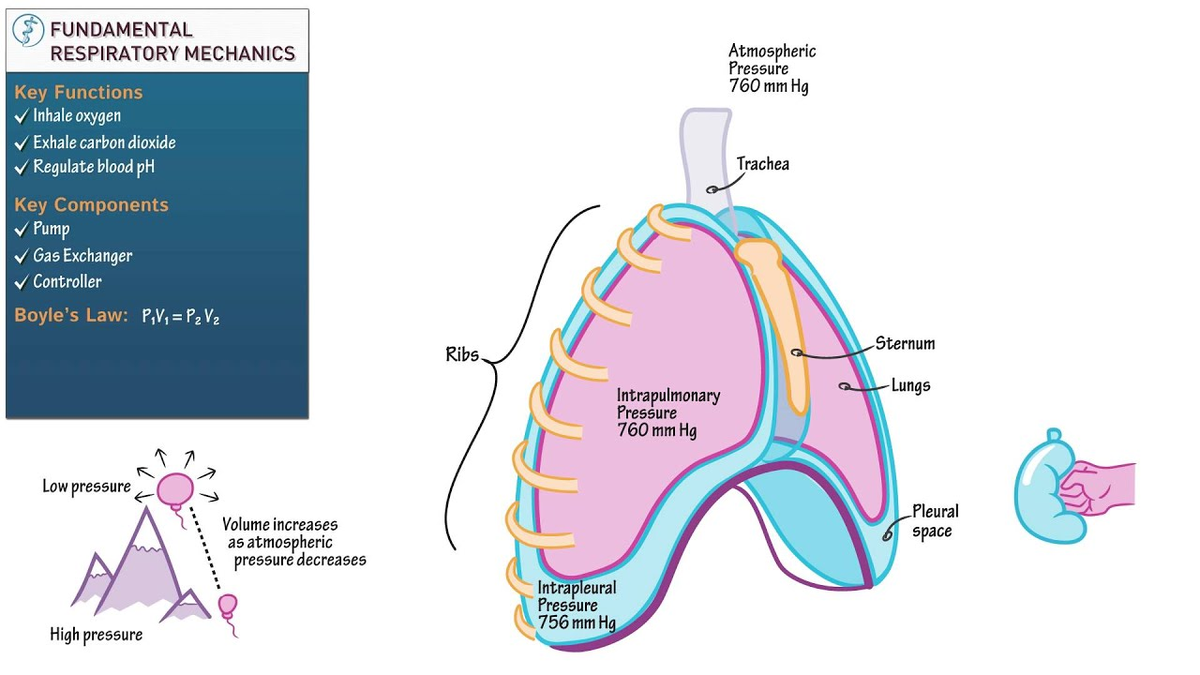 FUNDAMENTAL
RESPIRATORY MECHANICS
Key Functions
✓ Inhale oxygen
✓ Exhale carbon dioxide
✓ Regulate blood pH
Key Components
✓ Pump
✓ Gas Exchanger
✓ Controller
Boyle's Law: P₁V₁ = P₂V₂
Low pressure
Volume increases
as atmospheric
pressure decreases
High pressure
Atmospheric
Pressure
760 mm Hg
Trachea
Ribs
Sternum
Lungs
Intrapulmonary
Pressure
760 mm Hg
Pleural
space
Intrapleural
Pressure
756 mm Hg